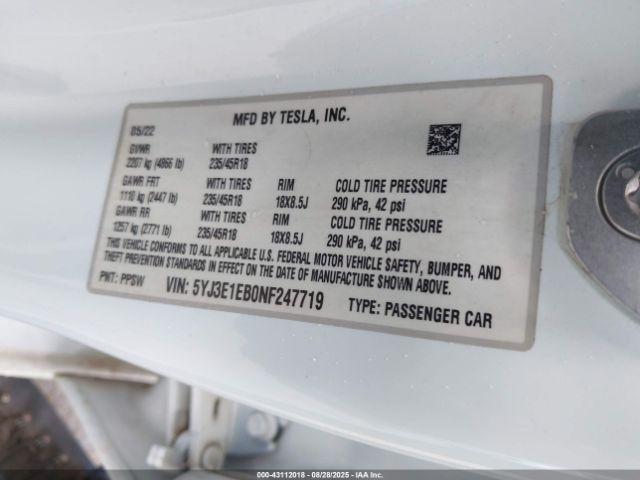 MFD BY TESLA, INC.
05/22
GVWR WITH TIRES
2207 kg (4866 lb) 235/45R18
GAWR FRT WITH TIRES RIM COLD TIRE PRESSURE
1110 kg (2447 lb) 235/45R18 18X8.5J 290 kPa, 42 psi
GAWR RR WITH TIRES RIM COLD TIRE PRESSURE
1257 kg (2771 lb) 235/45R18 18X8.5J 290 kPa, 42 psi
THIS VEHICLE CONFORMS TO ALL APPLICABLE U.S. FEDERAL MOTOR VEHICLE SAFETY, BUMPER, AND
THEFT PREVENTION STANDARDS IN EFFECT ON THE DATE OF MANUFACTURE SHOWN ABOVE.
PNT: PPSW VIN: 5YJ3E1EB0NF247719 TYPE: PASSENGER CAR
000-43112018 - 08/28/2025 - IAA Inc.